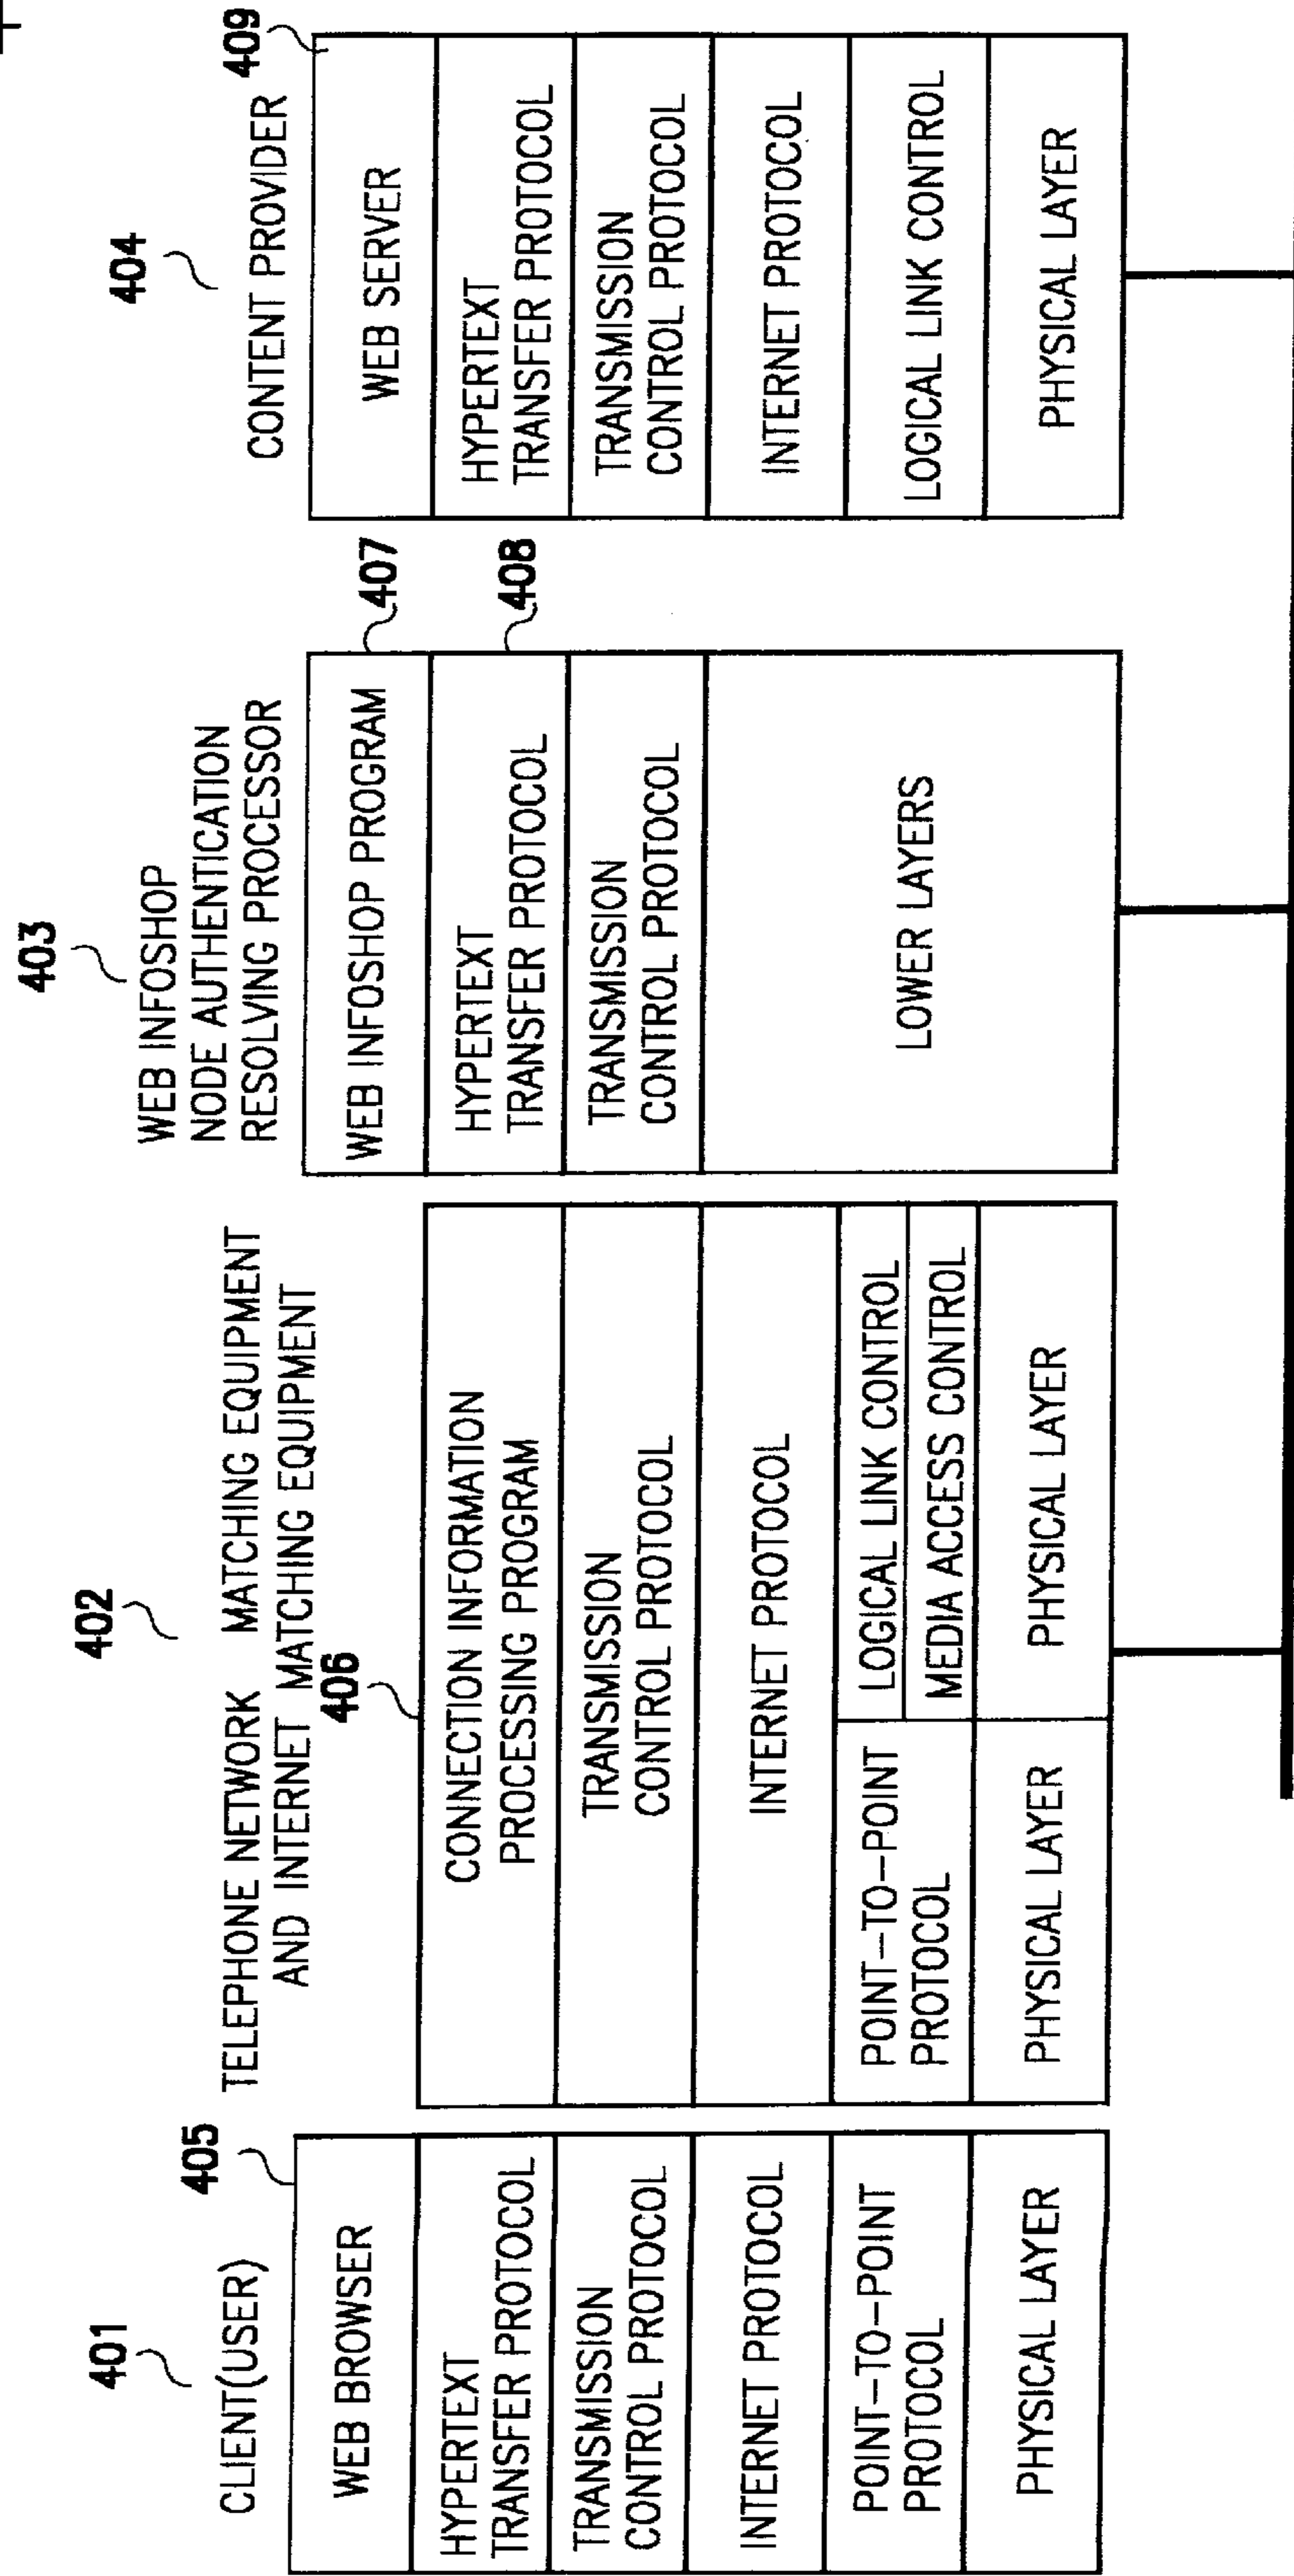 401
CLIENT(USER)
405
WEB BROWSER
HYPERTEXT
TRANSFER PROTOCOL
TRANSMISSION
CONTROL PROTOCOL
INTERNET PROTOCOL
POINT-TO-POINT
PROTOCOL
PHYSICAL LAYER
402
TELEPHONE NETWORK MATCHING EQUIPMENT
AND INTERNET MATCHING EQUIPMENT
406
CONNECTION INFORMATION
PROCESSING PROGRAM
TRANSMISSION
CONTROL PROTOCOL
INTERNET PROTOCOL
POINT-TO-POINT
PROTOCOL
LOGICAL LINK CONTROL
MEDIA ACCESS CONTROL
PHYSICAL LAYER
PHYSICAL LAYER
403
WEB INFOSHOP
NODE AUTHENTICATION
RESOLVING PROCESSOR
407
WEB INFOSHOP PROGRAM
408
HYPERTEXT
TRANSFER PROTOCOL
TRANSMISSION
CONTROL PROTOCOL
LOWER LAYERS
404
CONTENT PROVIDER
409
WEB SERVER
HYPERTEXT
TRANSFER PROTOCOL
TRANSMISSION
CONTROL PROTOCOL
INTERNET PROTOCOL
LOGICAL LINK CONTROL
PHYSICAL LAYER